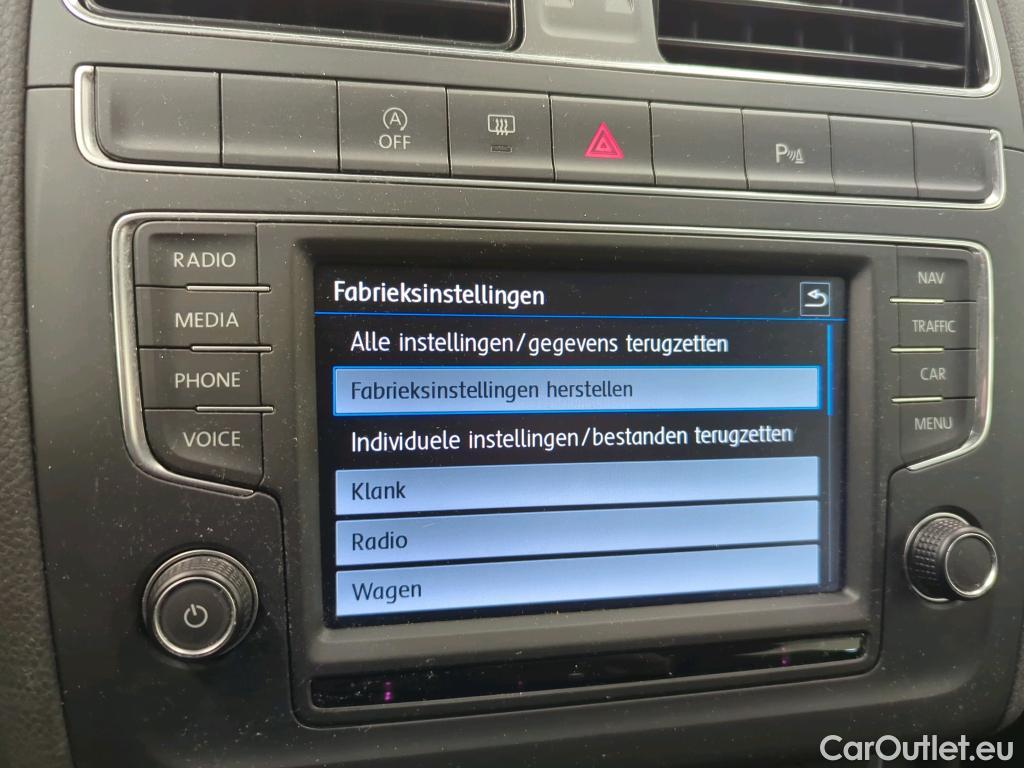 A
OFF
P
RADIO
MEDIA
PHONE
VOICE
Fabrieksinstellingen
Alle instellingen/gegevens terugzetten
Fabrieksinstellingen herstellen
Individuele instellingen/bestanden terugzetten
Klank
Radio
Wagen
NAV
TRAFFIC
CAR
MENU
CarOutlet.eu